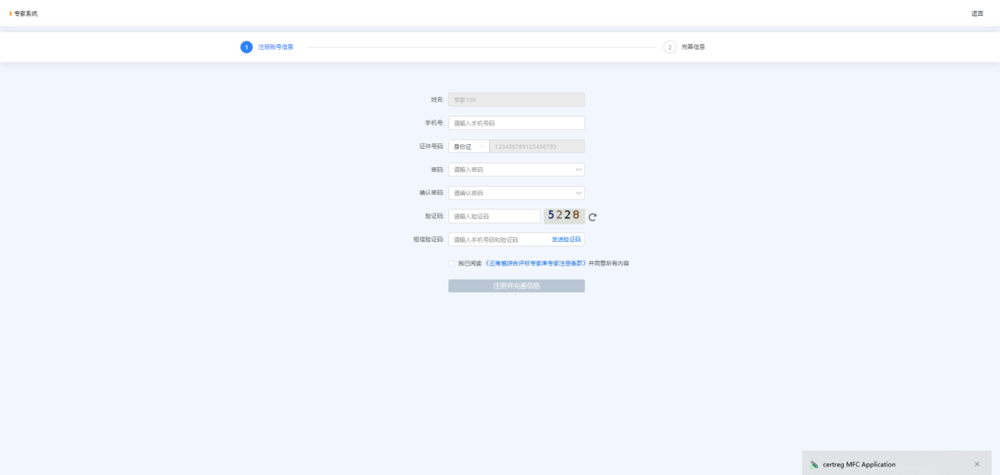 专家系统
返回
1 注册账号信息
2 完善信息
姓名: 专家109
手机号: 请输入手机号码
证件号码: 身份证 123456789123456793
密码: 请输入密码
确认密码: 请确认密码
验证码: 请输入验证码 5228
短信验证码: 请输入手机号码和验证码 发送验证码
我已阅读《云南省综合评标专家库专家注册条款》并同意所有内容
注册并完善信息
certreg MFC Application